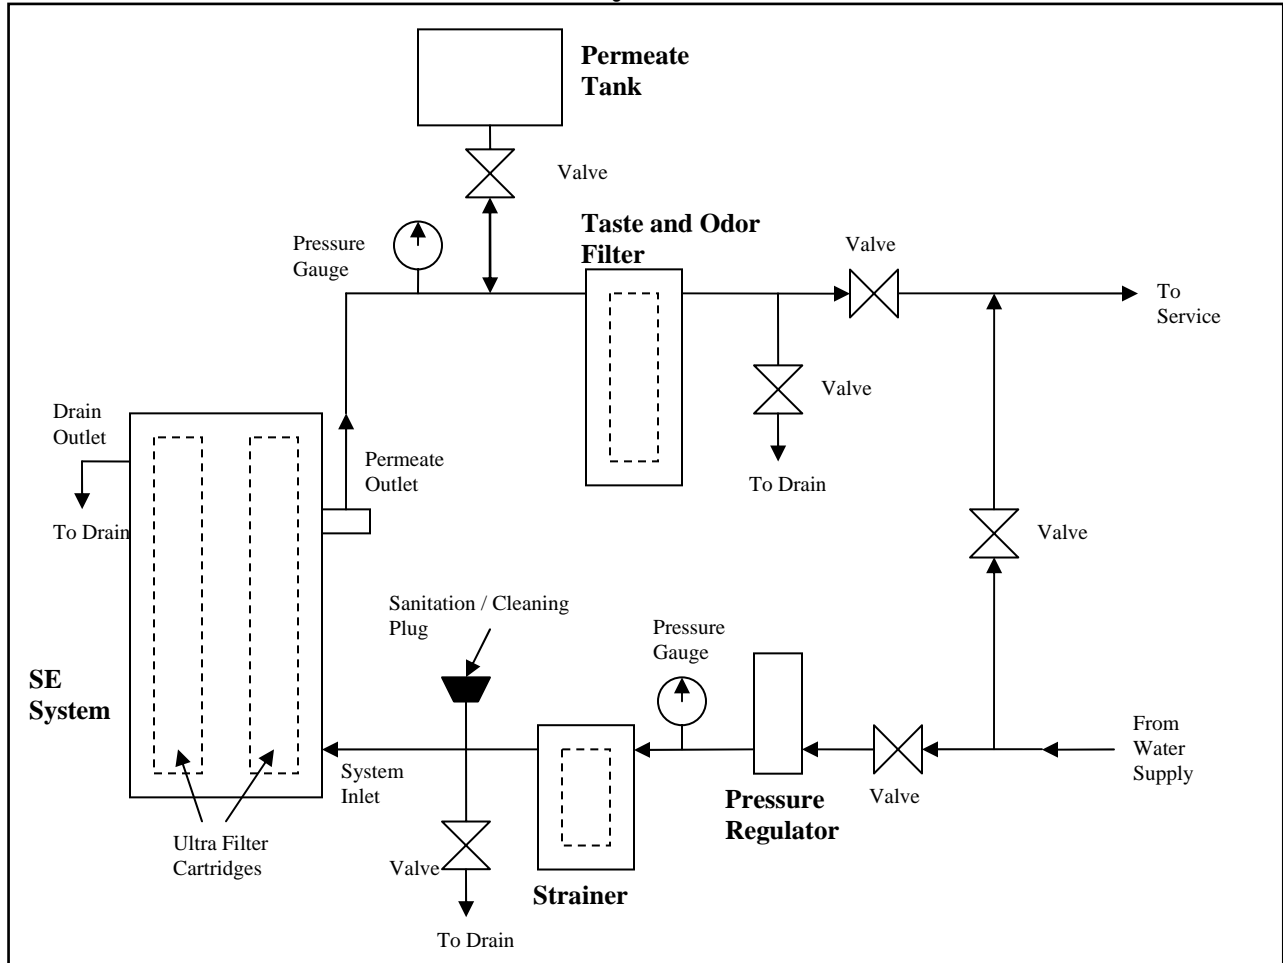 Permeate
Tank
Valve
Taste and Odor
Filter
Pressure
Gauge
Valve
To
Service
Valve
Drain
Outlet
Permeate
Outlet
To Drain
To Drain
Valve
Sanitation / Cleaning
Plug
Pressure
Gauge
SE
System
From
Water
Supply
System
Inlet
Pressure
Regulator
Valve
Ultra Filter
Cartridges
Valve
Strainer
To Drain